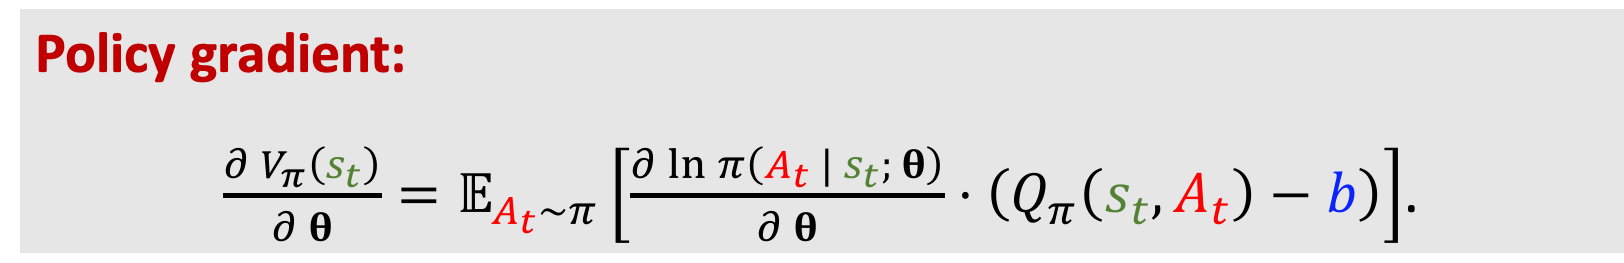 Policy gradient:
∂ V_π(s_t) / ∂ θ = 𝔼_{A_t∼π} [ ∂ ln π(A_t | s_t; θ) / ∂ θ · (Q_π(s_t, A_t) − b) ].